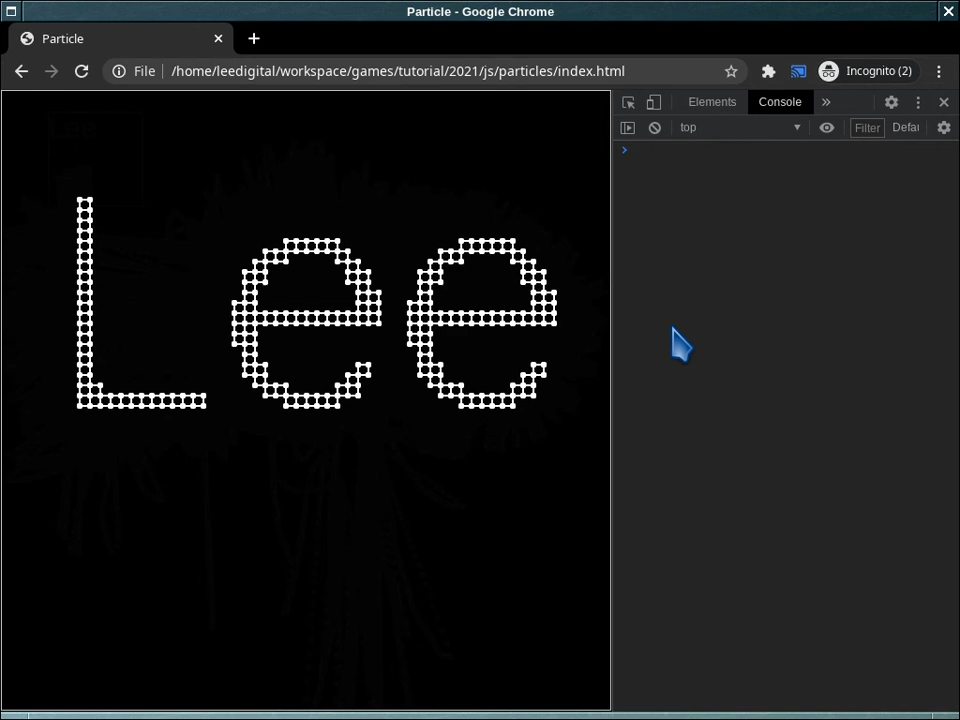 Particle - Google Chrome
Particle
File /home/leedigital/workspace/games/tutorial/2021/js/particles/index.html Incognito (2)
Elements Console
top Filter Defau
Lee
Lee